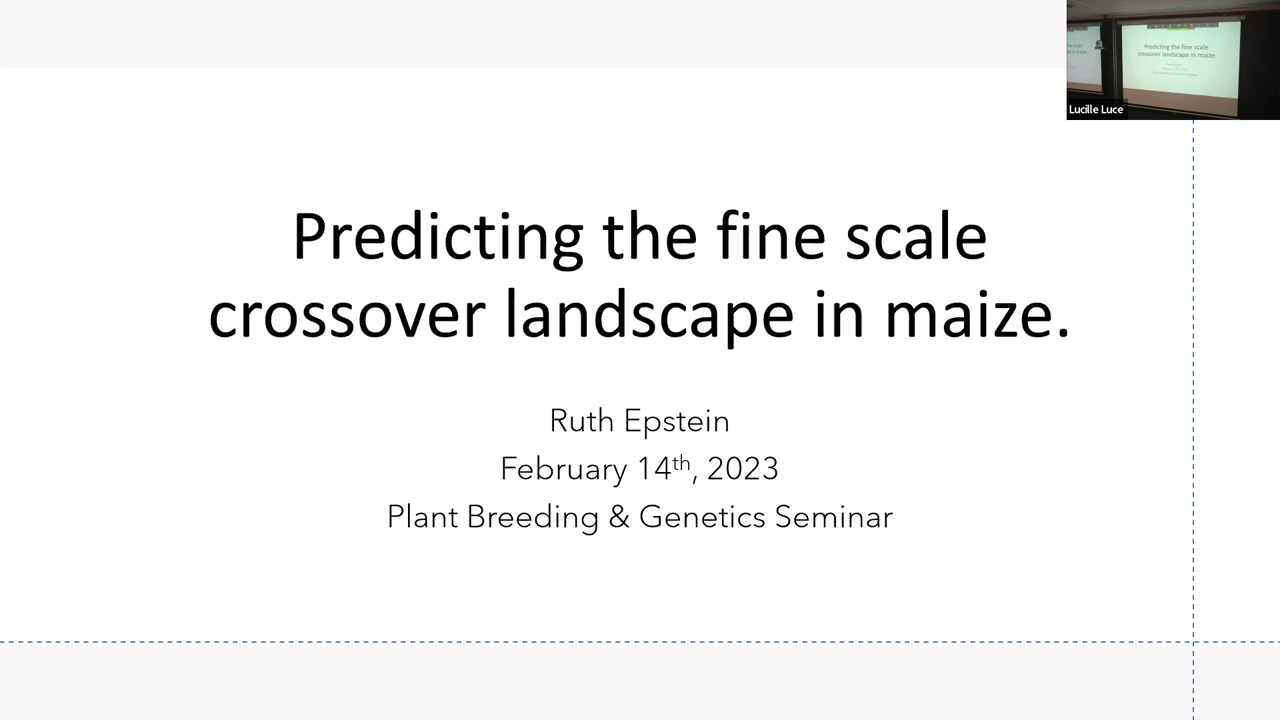 Predicting the fine scale
crossover landscape in maize.
Ruth Epstein
February 14th, 2023
Plant Breeding & Genetics Seminar
Predicting the fine scale
crossover landscape in maize.
Lucille Luce